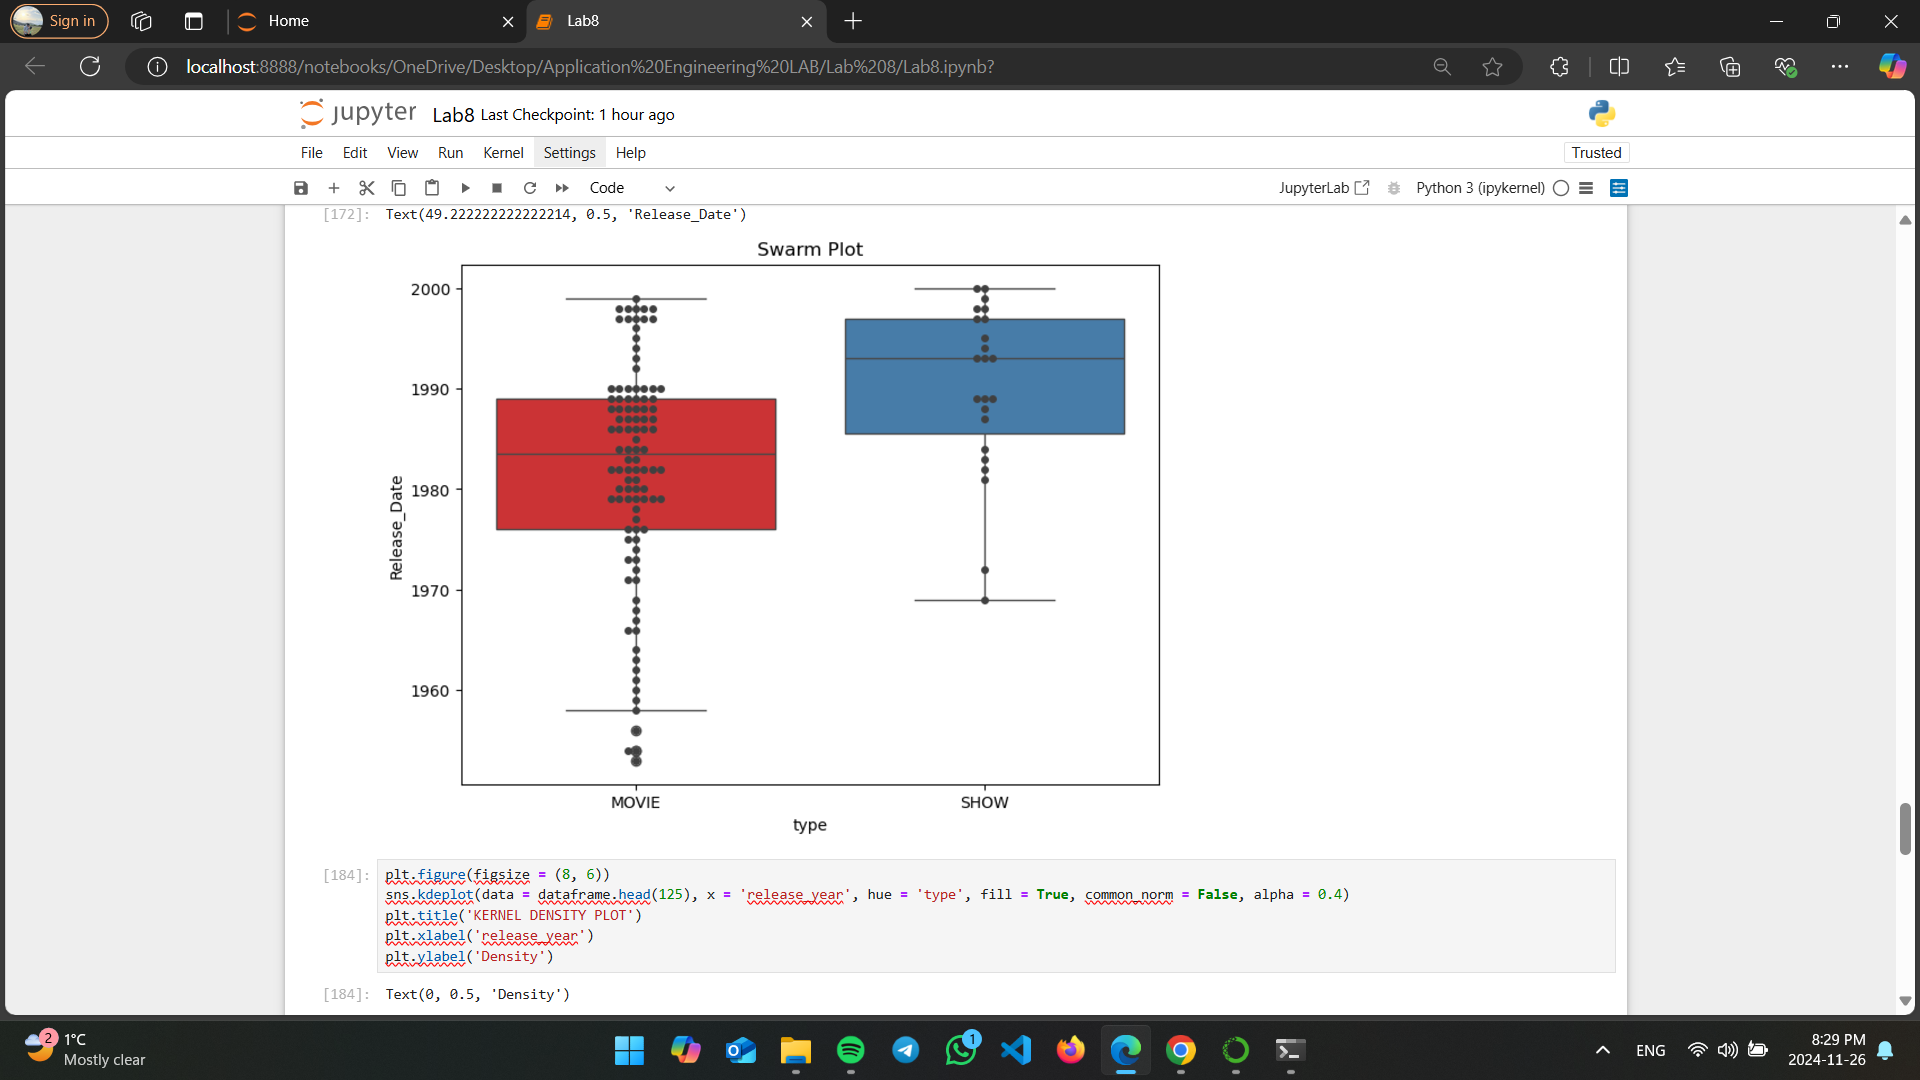 Sign in
Home
Lab8
localhost:8888/notebooks/OneDrive/Desktop/Application%20Engineering%20LAB/Lab%208/Lab8.ipynb?
jupyter Lab8 Last Checkpoint: 1 hour ago
File Edit View Run Kernel Settings Help Trusted
Code JupyterLab Python 3 (ipykernel)
[172]: Text(49.222222222222214, 0.5, 'Release_Date')
Swarm Plot
2000
1990
1980
1970
1960
Release_Date
MOVIE SHOW
type
[184]: plt.figure(figsize = (8, 6))
sns.kdeplot(data = dataframe.head(125), x = 'release_year', hue = 'type', fill = True, common_norm = False, alpha = 0.4)
plt.title('KERNEL DENSITY PLOT')
plt.xlabel('release_year')
plt.ylabel('Density')
[184]: Text(0, 0.5, 'Density')
2
1°C
Mostly clear
1
ENG
8:29 PM
2024-11-26